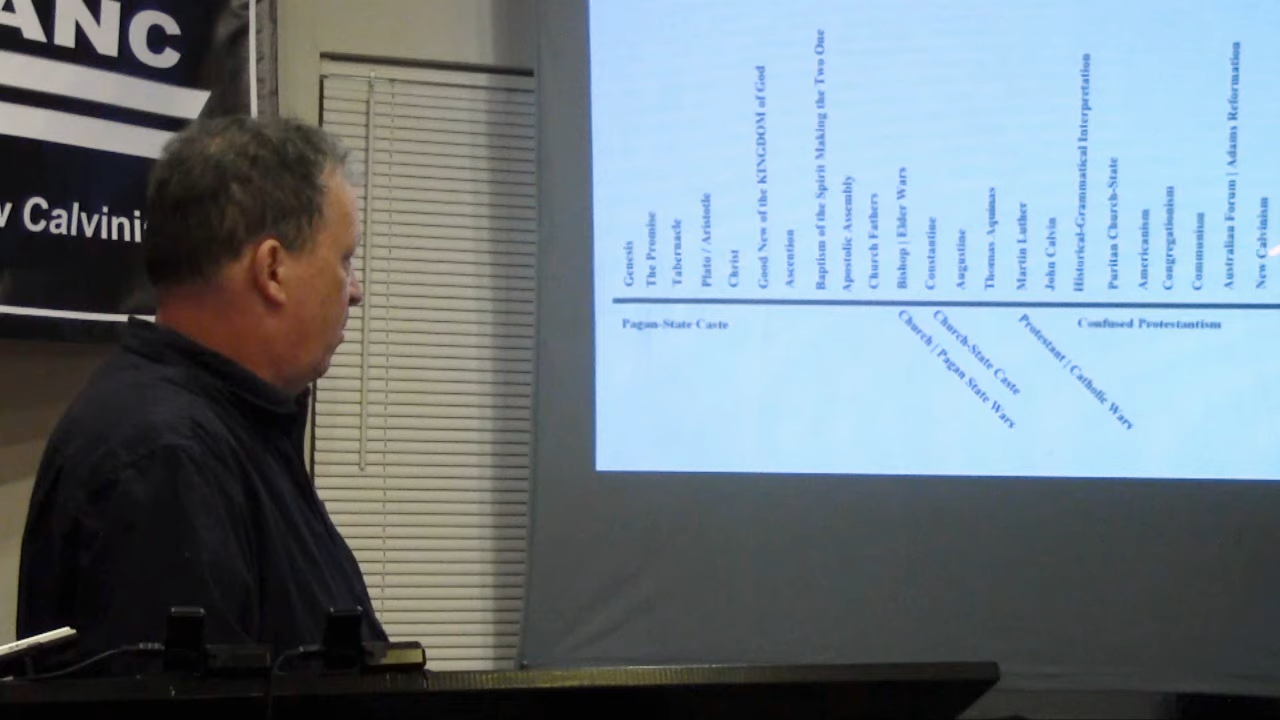 ANC
w Calvini
Genesis
The Promise
Tabernacle
Plato / Aristotle
Christ
Good New of the KINGDOM of God
Ascention
Baptism of the Spirit Making the Two One
Apostolic Assembly
Church Fathers
Bishop | Elder Wars
Constantine
Augustine
Thomas Aquinas
Martin Luther
John Calvin
Historical-Grammatical Interpretation
Puritan Church-State
Americanism
Congregationism
Communism
Australian Forum | Adams Reformation
New Calvinism
Pagan-State Caste
Church | Pagan State Wars
Church-State Caste
Protestant | Catholic Wars
Confused Protestantism